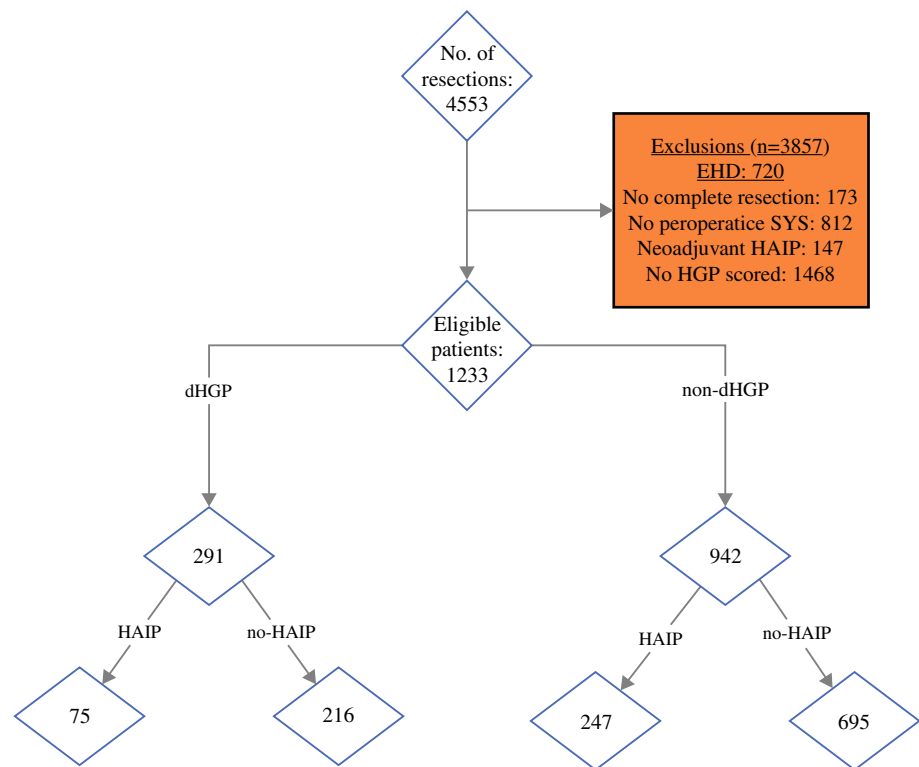 No. of
resections:
4553
Exclusions (n=3857)
EHD: 720
No complete resection: 173
No peroperatice SYS: 812
Neoadjuvant HAIP: 147
No HGP scored: 1468
Eligible
patients:
1233
dHGP
non-dHGP
291
942
HAIP
no-HAIP
HAIP
no-HAIP
75
216
247
695